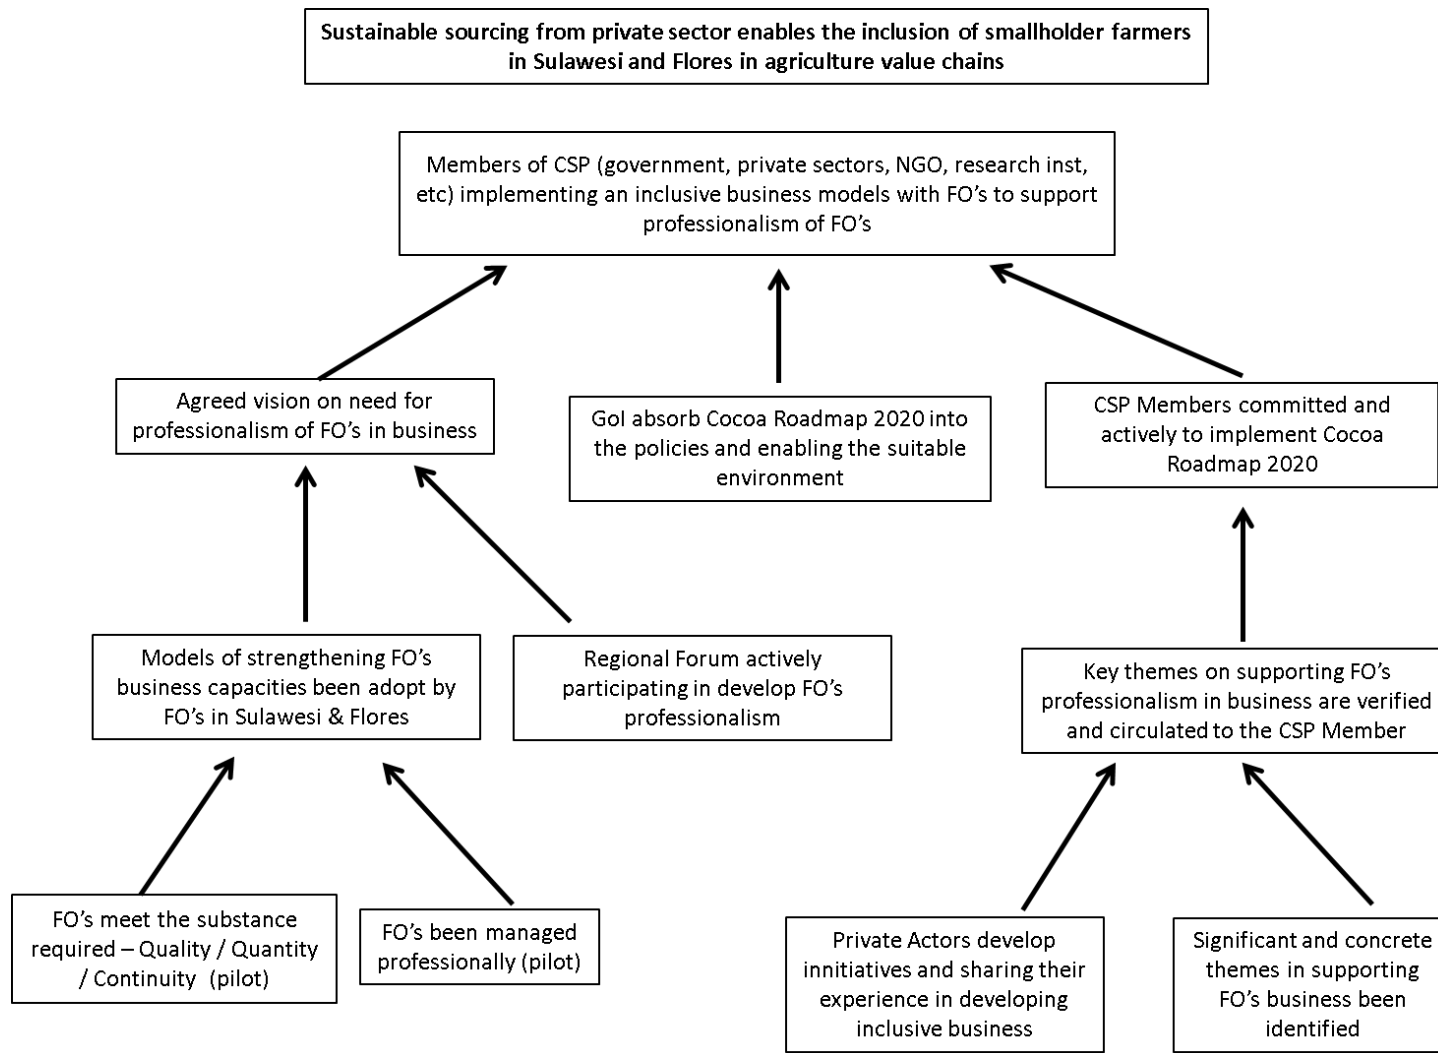 Sustainable sourcing from private sector enables the inclusion of smallholder farmers
in Sulawesi and Flores in agriculture value chains
Members of CSP (government, private sectors, NGO, research inst,
etc) implementing an inclusive business models with FO’s to support
professionalism of FO’s
Agreed vision on need for
professionalism of FO’s in business
GoI absorb Cocoa Roadmap 2020 into
the policies and enabling the suitable
environment
CSP Members committed and
actively to implement Cocoa
Roadmap 2020
Models of strengthening FO’s
business capacities been adopt by
FO’s in Sulawesi & Flores
Regional Forum actively
participating in develop FO’s
professionalism
Key themes on supporting FO’s
professionalism in business are verified
and circulated to the CSP Member
FO’s meet the substance
required – Quality / Quantity
/ Continuity (pilot)
FO’s been managed
professionally (pilot)
Private Actors develop
innitiatives and sharing their
experience in developing
inclusive business
Significant and concrete
themes in supporting
FO’s business been
identified